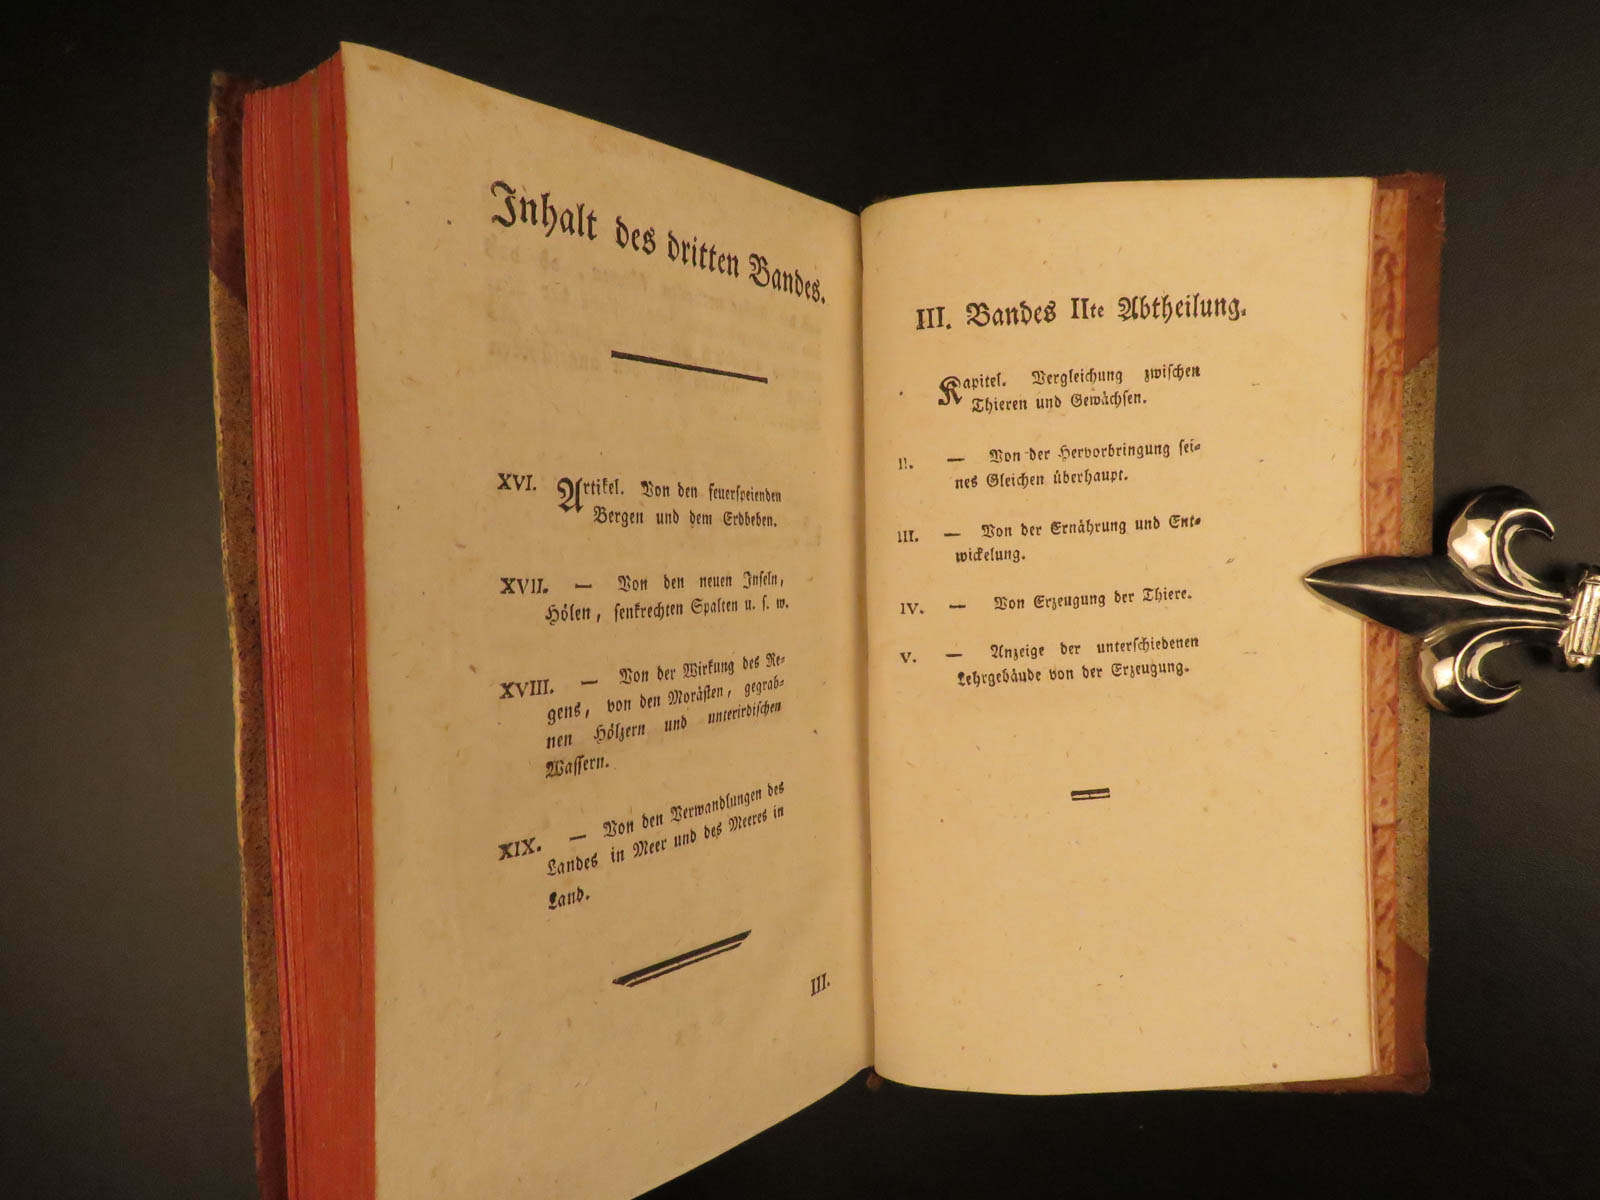 Inhalt des dritten Bandes.
XVI. Artikel. Von den feuerspeienden
Bergen und dem Erdbeben.
XVII. — Von den neuen Inseln,
Hölen, senkrechten Spalten u. s. w.
XVIII. — Von der Wirkung des Re-
gens, von den Morästen, gegrab-
nen Hölzern und unterirdischen
Wassern.
XIX. — Von den Verwandlungen des
Landes in Meer und des Meeres in
Land.
III.
III. Bandes IIte Abtheilung.
Kapitel. Vergleichung zwischen
Thieren und Gewächsen.
II. — Von der Hervorbringung sei-
nes Gleichen überhaupt.
III. — Von der Ernährung und Ent-
wickelung.
IV. — Von Erzeugung der Thiere.
V. — Anzeige der unterschiedenen
Lehrgebäude von der Erzeugung.